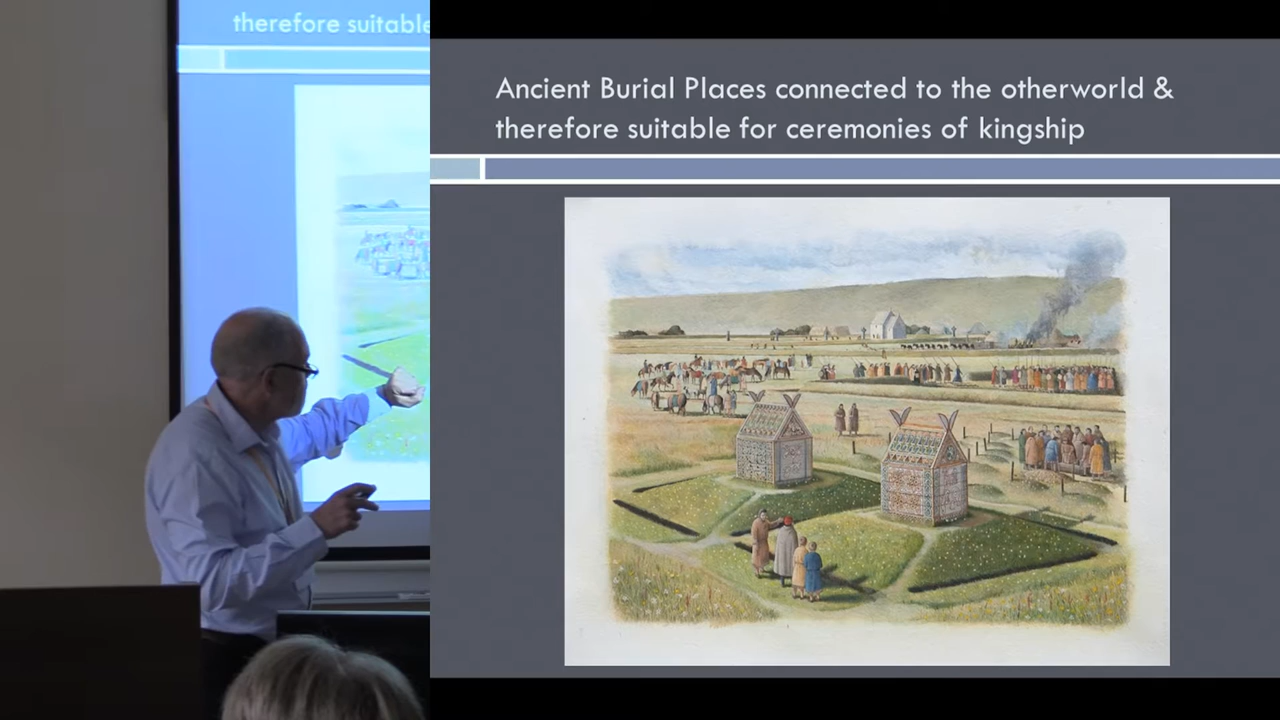 therefore suitable
Ancient Burial Places connected to the otherworld &
therefore suitable for ceremonies of kingship